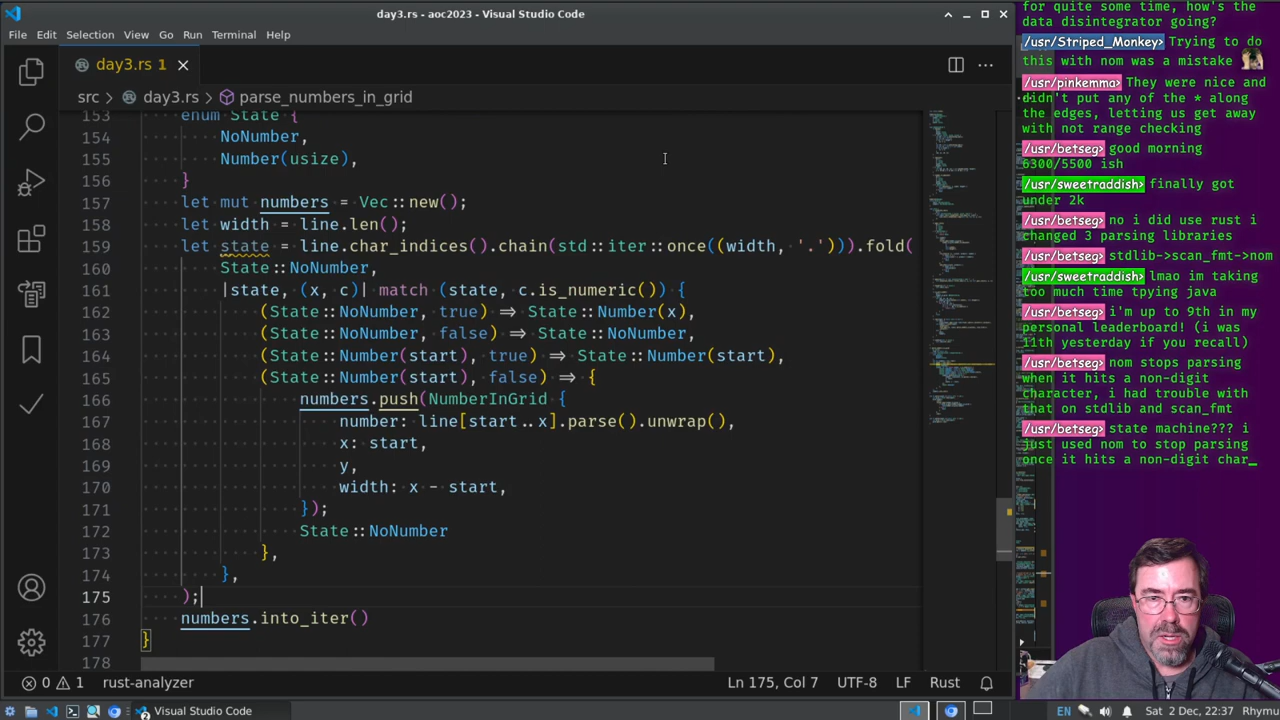 day3.rs - aoc2023 - Visual Studio Code
File Edit Selection View Go Run Terminal Help
day3.rs 1
src > day3.rs > parse_numbers_in_grid
153 enum State {
154 NoNumber,
155 Number(usize),
156 }
157 let mut numbers = Vec::new();
158 let width = line.len();
159 let state = line.char_indices().chain(std::iter::once((width, '.'))).fold(
160 State::NoNumber,
161 |state, (x, c)| match (state, c.is_numeric()) {
162 (State::NoNumber, true) => State::Number(x),
163 (State::NoNumber, false) => State::NoNumber,
164 (State::Number(start), true) => State::Number(start),
165 (State::Number(start), false) => {
166 numbers.push(NumberInGrid {
167 number: line[start..x].parse().unwrap(),
168 x: start,
169 y,
170 width: x - start,
171 });
172 State::NoNumber
173 },
174 },
175 );
176 numbers.into_iter()
177 }
178
0 1 rust-analyzer Ln 175, Col 7 UTF-8 LF Rust
Visual Studio Code EN Sat 2 Dec, 22:37 Rhymu
for quite some time, how's the
data disintegrator going?
/usr/Striped_Monkey> Trying to do
this with nom was a mistake
/usr/pinkemma> They were nice and
didn't put any of the * along
the edges, letting us get away
with not range checking
/usr/betseg> good morning
6300/5500 ish
/usr/sweetraddish> finally got
under 2k
/usr/betseg> no i did use rust i
changed 3 parsing libraries
/usr/betseg> stdlib->scan_fmt->nom
/usr/sweetraddish> lmao im taking
too much time tpying java
/usr/betseg> i'm up to 9th in my
personal leaderboard! (i was
11th yesterday if you recall)
/usr/betseg> nom stops parsing
when it hits a non-digit
character, i had trouble with
that on stdlib and scan_fmt
/usr/betseg> state machine??? i
just used nom to stop parsing
once it hits a non-digit char_